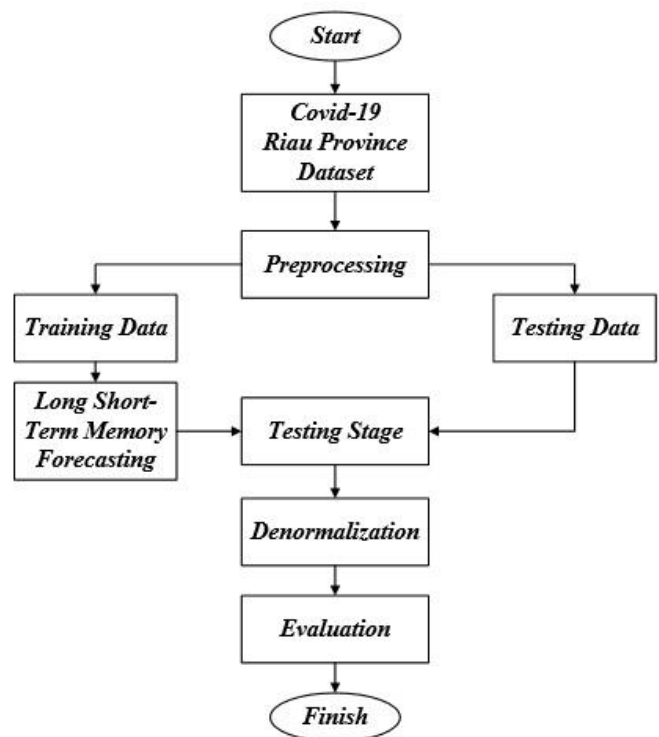 Start
Covid-19
Riau Province
Dataset
Preprocessing
Training Data
Testing Data
Long Short-
Term Memory
Forecasting
Testing Stage
Denormalization
Evaluation
Finish